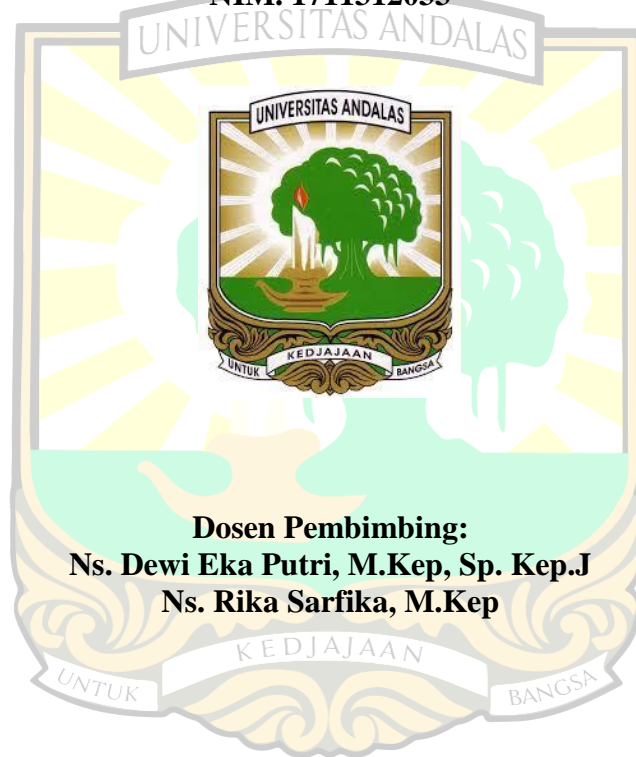 NIM:
UNIVERSITAS ANDALAS
UNIVERSITAS ANDALAS
UNTUK KEDJAJAAN BANGSA
Dosen Pembimbing:
Ns. Dewi Eka Putri, M.Kep, Sp. Kep.J
Ns. Rika Sarfika, M.Kep
UNTUK KEDJAJAAN BANGSA